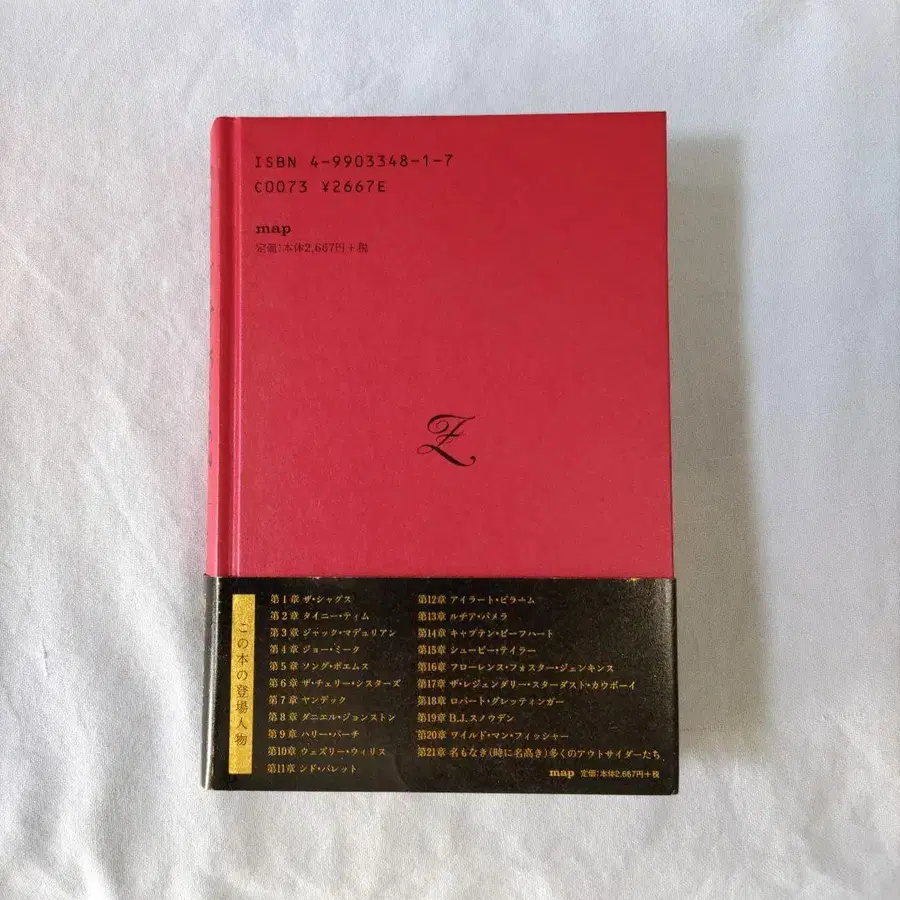 ISBN 4-9903348-1-7
C0073 ¥2667E
map
定価:本体2,667円+税
Z
この本の登場人物
第1章 ザ・シャグス
第2章 タイニー・ティム
第3章 ジャック・マデュリアン
第4章 ジョー・ミーク
第5章 ソング・ポエムス
第6章 ザ・チェリー・シスターズ
第7章 ヤンデック
第8章 ダニエル・ジョンストン
第9章 ハリー・パーチ
第10章 ウェズリー・ウィリス
第11章 シド・バレット
第12章 アイラート・ピラーム
第13章 ルチア・パメラ
第14章 キャプテン・ビーフハート
第15章 シュービー・テイラー
第16章 フローレンス・フォスター・ジェンキンス
第17章 ザ・レジェンダリー・スターダスト・カウボーイ
第18章 ロバート・グレッティンガー
第19章 B.J.スノウデン
第20章 ワイルド・マン・フィッシャー
第21章 名もなき(時に名高き)多くのアウトサイダーたち
map 定価:本体2,667円+税